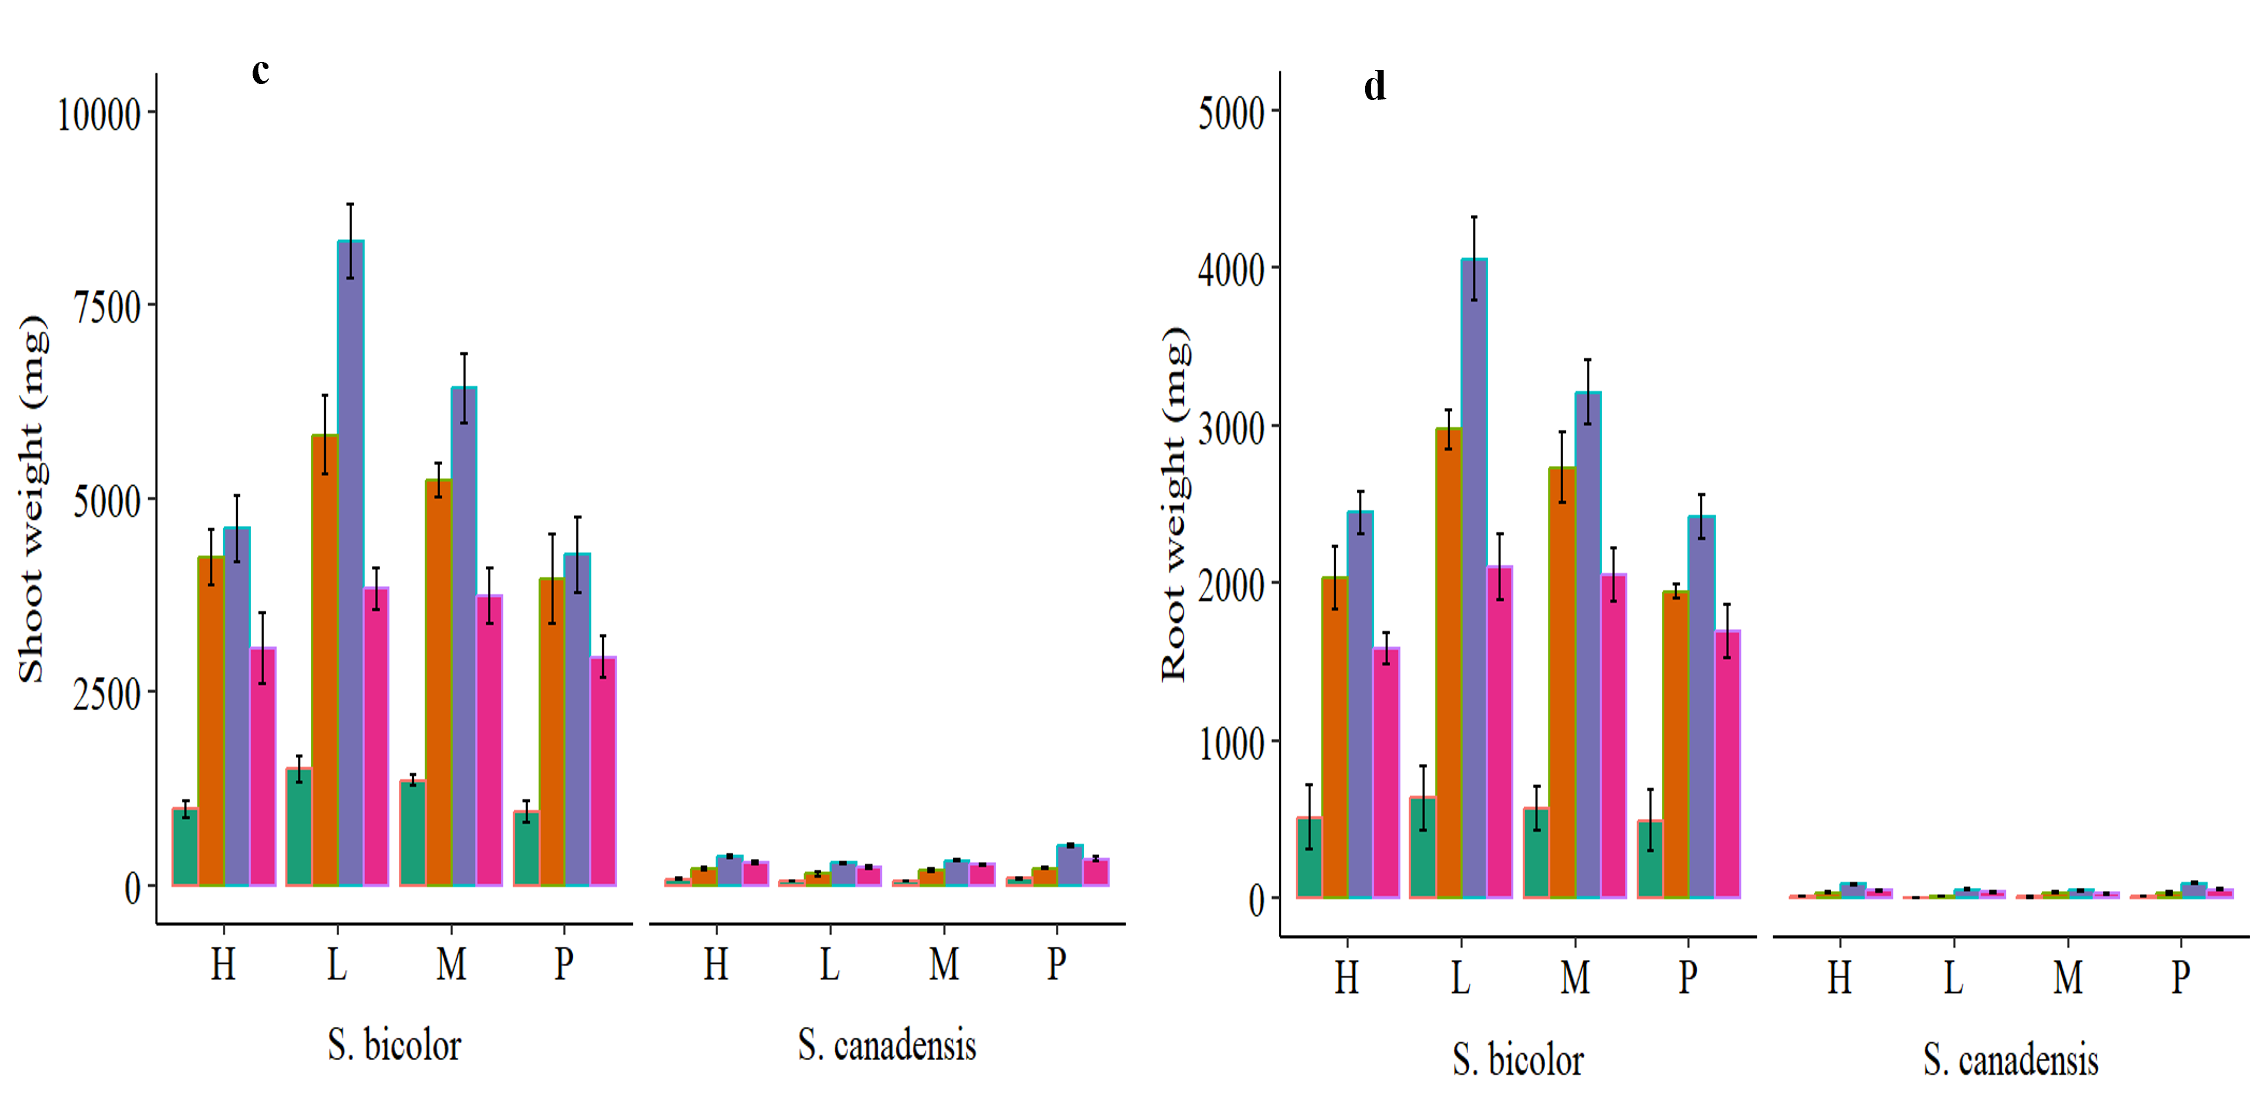 c
Shoot weight (mg)
10000
7500
5000
2500
0
H L M P H L M P
S. bicolor S. canadensis
d
Root weight (mg)
5000
4000
3000
2000
1000
0
H L M P H L M P
S. bicolor S. canadensis